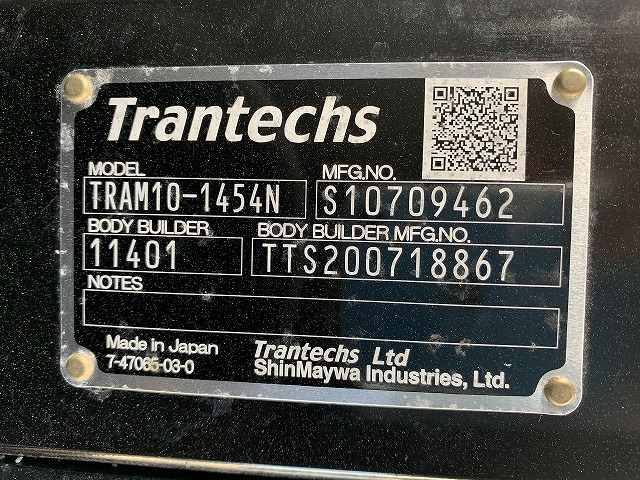 Trantechs
MODEL MFG.NO.
TRAM10-1454N S10709462
BODY BUILDER BODY BUILDER MFG.NO.
11401 TTS200718867
NOTES
Made in Japan Trantechs Ltd
7-47065-03-0 ShinMaywa Industries, Ltd.